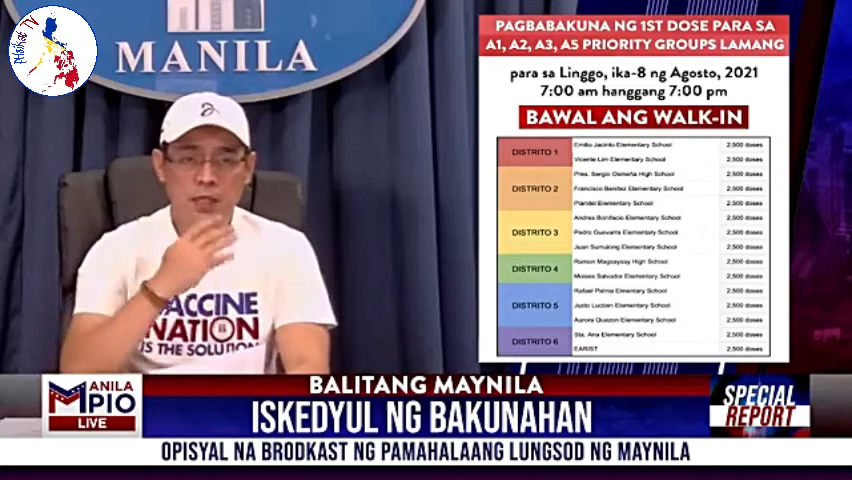 PilisikatTV
MANILA
PAGBABAKUNA NG 1ST DOSE PARA SA
A1, A2, A3, A5 PRIORITY GROUPS LAMANG
para sa Linggo, ika-8 ng Agosto, 2021
7:00 am hanggang 7:00 pm
BAWAL ANG WALK-IN
DISTRITO 1
Emilio Jacinto Elementary School 2,500 doses
Vicente Lim Elementary School 2,500 doses
DISTRITO 2
Pres. Sergio Osmeña High School 2,500 doses
Francisco Benitez Elementary School 2,500 doses
Plaridel Elementary School 2,500 doses
DISTRITO 3
Andres Bonifacio Elementary School 2,500 doses
Pedro Guevarra Elementary School 2,500 doses
Juan Sumulong Elementary School 2,500 doses
DISTRITO 4
Ramon Magsaysay High School 2,500 doses
Moises Salvador Elementary School 2,500 doses
DISTRITO 5
Rafael Palma Elmentary School 2,500 doses
Justo Lukban Elementary School 2,500 doses
Aurora Quezon Elementary School 2,500 doses
DISTRITO 6
Sta. Ana Elementary School 2,500 doses
EARIST 2,500 doses
VACCINE
NATION
IS THE SOLUTION
BALITANG MAYNILA
MANILA
PIO
LIVE
ISKEDYUL NG BAKUNAHAN
SPECIAL
REPORT
OPISYAL NA BRODKAST NG PAMAHALAANG LUNGSOD NG MAYNILA